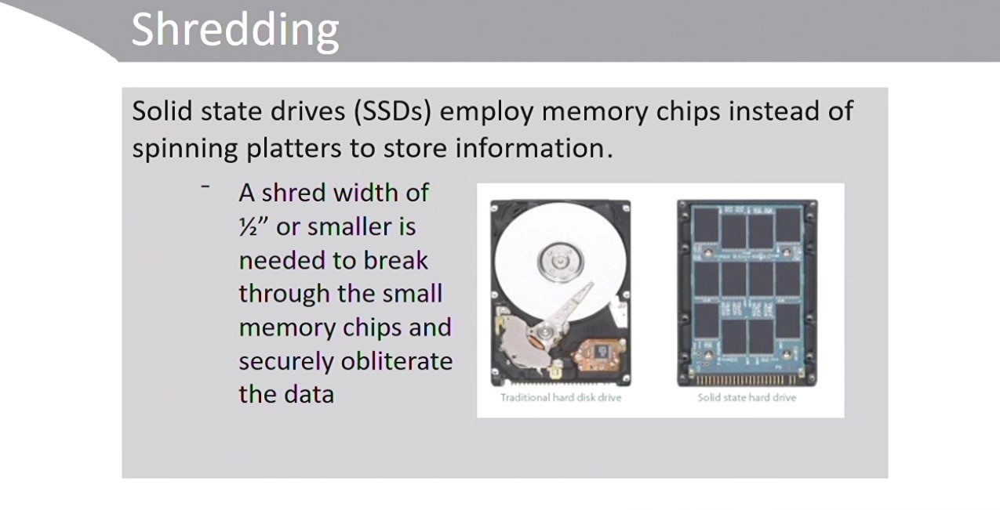 Shredding
Solid state drives (SSDs) employ memory chips instead of
spinning platters to store information.
– A shred width of
½” or smaller is
needed to break
through the small
memory chips and
securely obliterate
the data
Traditional hard disk drive
Solid state hard drive